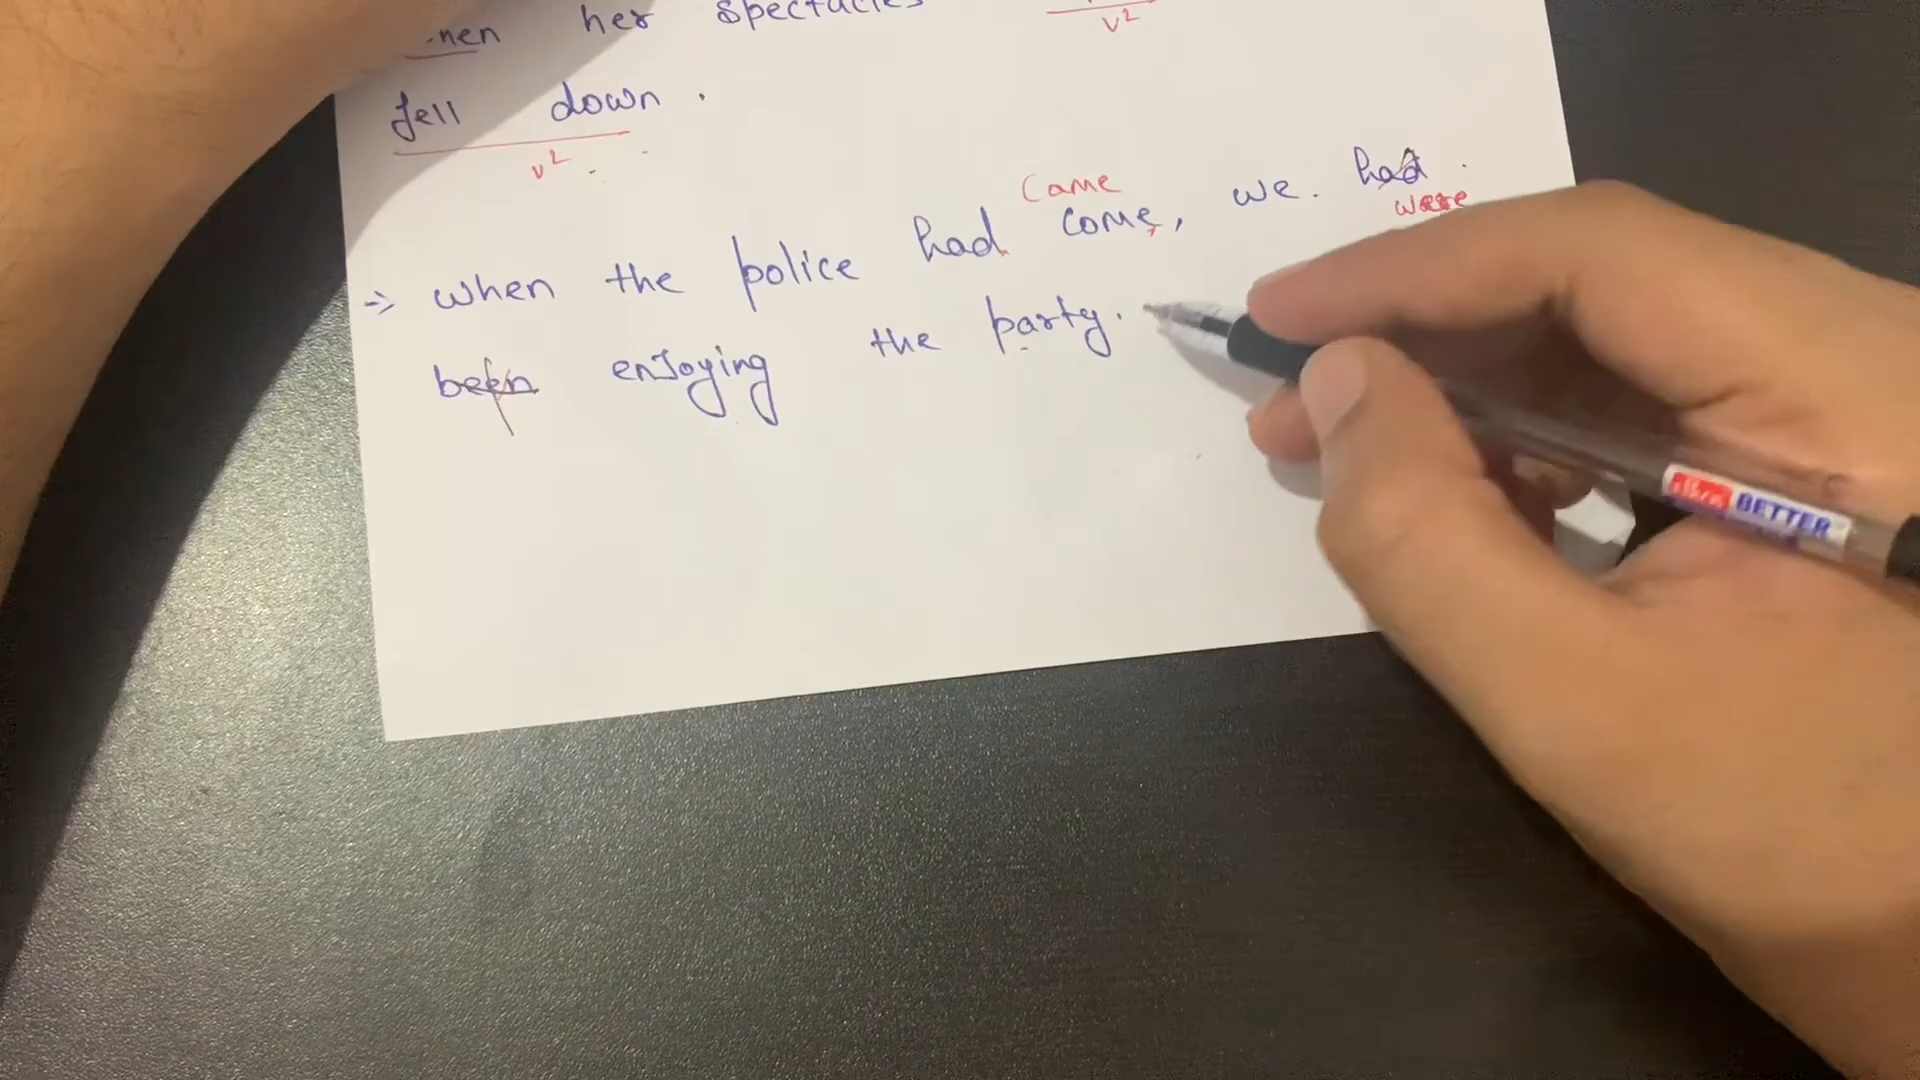 her spectacles
v²
fell down.
v²
came
=> when the police had come, we. had.
were
been enjoying the party.
BETTER